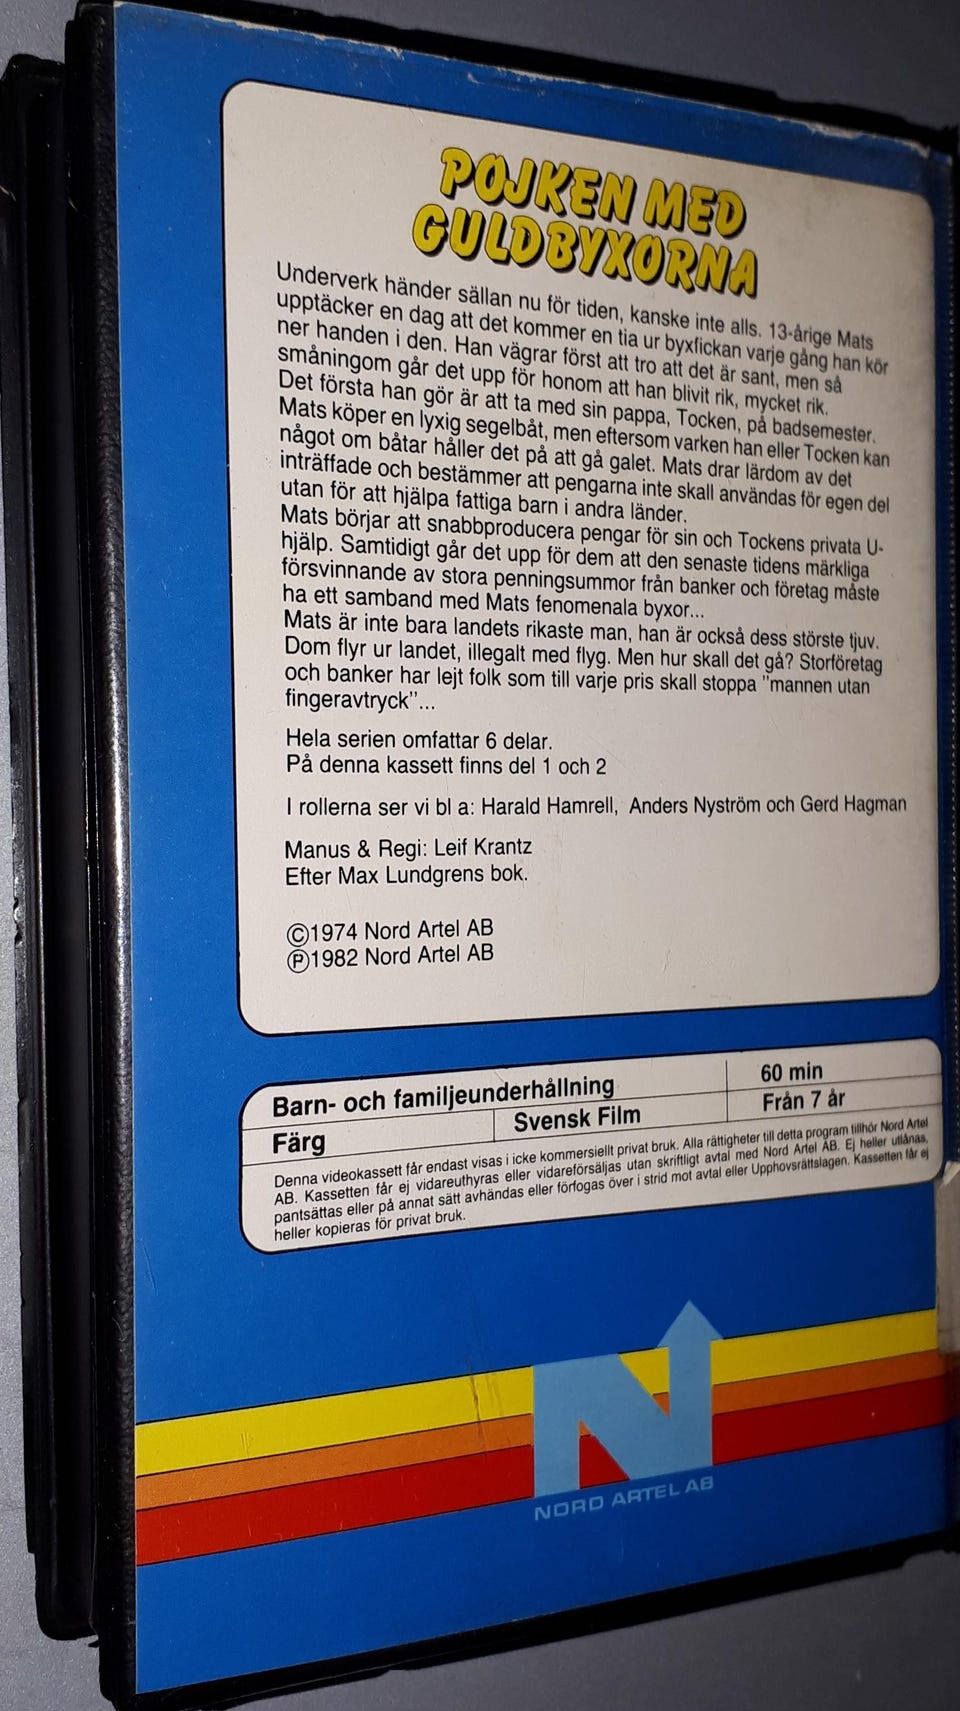 POJKEN MED
GULDBYXORNA
Underverk händer sällan nu för tiden, kanske inte alls. 13-årige Mats
upptäcker en dag att det kommer en tia ur byxfickan varje gång han kör
ner handen i den. Han vägrar först att tro att det är sant, men så
småningom går det upp för honom att han blivit rik, mycket rik.
Det första han gör är att ta med sin pappa, Tocken, på badsemester.
Mats köper en lyxig segelbåt, men eftersom varken han eller Tocken kan
något om båtar håller det på att gå galet. Mats drar lärdom av det
inträffade och bestämmer att pengarna inte skall användas för egen del
utan för att hjälpa fattiga barn i andra länder.
Mats börjar att snabbproducera pengar för sin och Tockens privata U-
hjälp. Samtidigt går det upp för dem att den senaste tidens märkliga
försvinnande av stora penningsummor från banker och företag måste
ha ett samband med Mats fenomenala byxor...
Mats är inte bara landets rikaste man, han är också dess störste tjuv.
Dom flyr ur landet, illegalt med flyg. Men hur skall det gå? Storföretag
och banker har lejt folk som till varje pris skall stoppa "mannen utan
fingeravtryck"...
Hela serien omfattar 6 delar.
På denna kassett finns del 1 och 2
I rollerna ser vi bl a: Harald Hamrell, Anders Nyström och Gerd Hagman
Manus & Regi: Leif Krantz
Efter Max Lundgrens bok.
©1974 Nord Artel AB
℗1982 Nord Artel AB
Barn- och familjeunderhållning 60 min
Färg Svensk Film Från 7 år
Denna videokassett får endast visas i icke kommersiellt privat bruk. Alla rättigheter till detta program tillhör Nord Artel
AB. Kassetten får ej vidareuthyras eller vidareförsäljas utan skriftligt avtal med Nord Artel AB. Ej heller utlånas,
pantsättas eller på annat sätt avhändas eller förfogas över i strid mot avtal eller Upphovsrättslagen. Kassetten får ej
heller kopieras för privat bruk.
N
NORD ARTEL AB